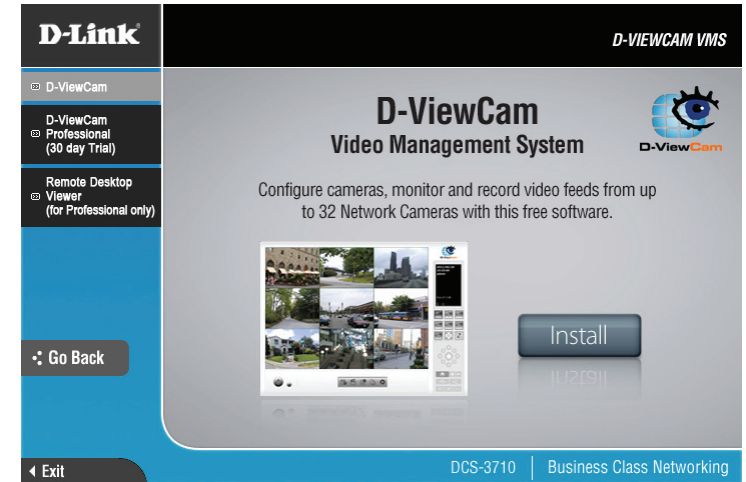 D-Link
D-VIEWCAM VMS
D-ViewCam
D-ViewCam
Professional
(30 day Trial)
Remote Desktop
Viewer
(for Professional only)
Go Back
Exit
D-ViewCam
Video Management System
D-ViewCam
Configure cameras, monitor and record video feeds from up
to 32 Network Cameras with this free software.
Install
DCS-3710
Business Class Networking